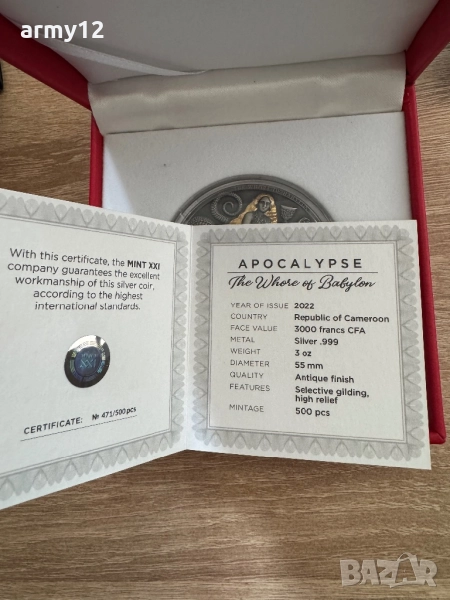 army12
With this certificate, the MINT XXI
company guarantees the excellent
workmanship of this silver coin,
according to the highest
international standards.
CERTIFICATE: № 471/500 pcs
APOCALYPSE
The Whore of Babylon
YEAR OF ISSUE 2022
COUNTRY Republic of Cameroon
FACE VALUE 3000 francs CFA
METAL Silver .999
WEIGHT 3 oz
DIAMETER 55 mm
QUALITY Antique finish
FEATURES Selective gilding,
high relief
MINTAGE 500 pcs
BAZAR